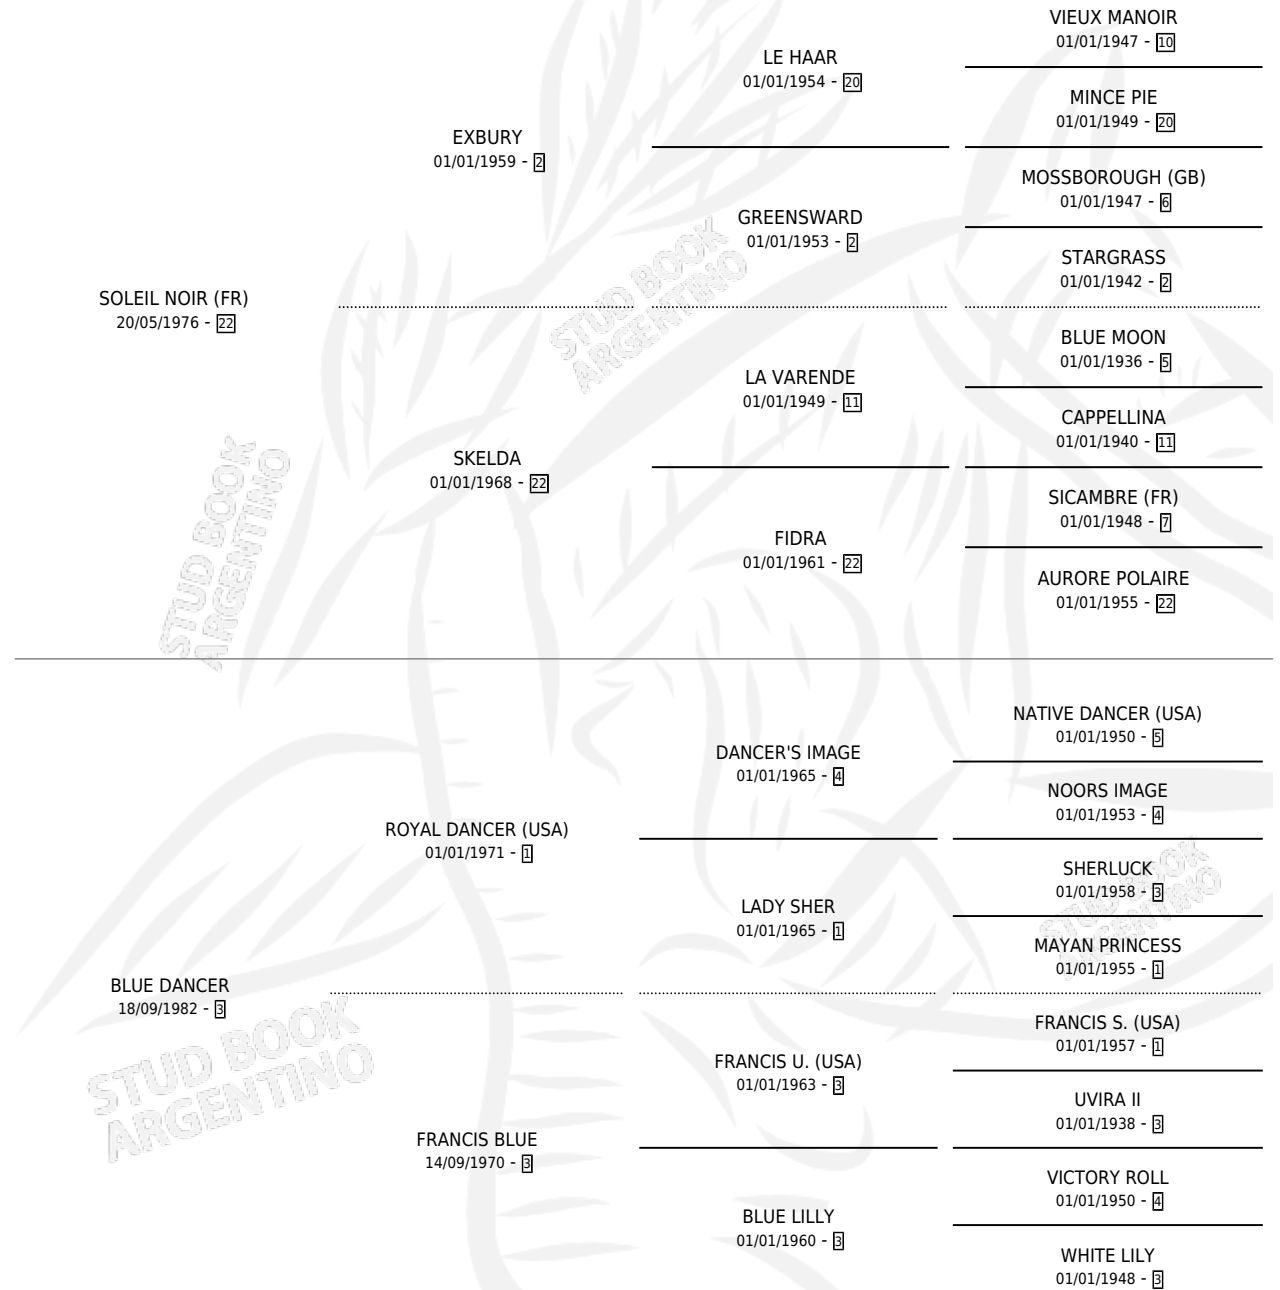 VIEUX MANOIR
01/01/1947 - 10
LE HAAR
01/01/1954 - 20
MINCE PIE
01/01/1949 - 20
EXBURY
01/01/1959 - 2
MOSSBOROUGH (GB)
01/01/1947 - 6
GREENSWARD
01/01/1953 - 2
STARGRASS
01/01/1942 - 2
SOLEIL NOIR (FR)
20/05/1976 - 22
STUD BOOK
ARGENTINO
BLUE MOON
01/01/1936 - 5
LA VARENDE
01/01/1949 - 11
CAPPELLINA
01/01/1940 - 11
SKELDA
01/01/1968 - 22
SICAMBRE (FR)
01/01/1948 - 7
FIDRA
01/01/1961 - 22
AURORE POLAIRE
01/01/1955 - 22
STUD BOOK
ARGENTINO
NATIVE DANCER (USA)
01/01/1950 - 5
DANCER'S IMAGE
01/01/1965 - 4
NOORS IMAGE
01/01/1953 - 4
ROYAL DANCER (USA)
01/01/1971 - 1
SHERLUCK
01/01/1958 - 3
LADY SHER
01/01/1965 - 1
MAYAN PRINCESS
01/01/1955 - 1
STUD BOOK
ARGENTINO
BLUE DANCER
18/09/1982 - 3
FRANCIS S. (USA)
01/01/1957 - 1
FRANCIS U. (USA)
01/01/1963 - 3
UVIRA II
01/01/1938 - 3
STUD BOOK
ARGENTINO
FRANCIS BLUE
14/09/1970 - 3
VICTORY ROLL
01/01/1950 - 4
BLUE LILLY
01/01/1960 - 3
WHITE LILY
01/01/1948 - 3